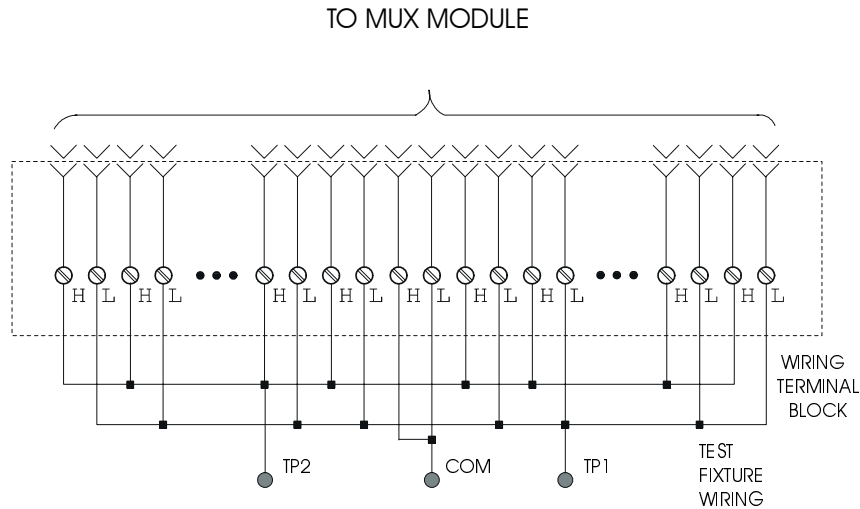 TO MUX MODULE
H L H L H L H L H L H L H L H L H L
WIRING
TERMINAL
BLOCK
TP2
COM
TP1
TEST
FIXTURE
WIRING